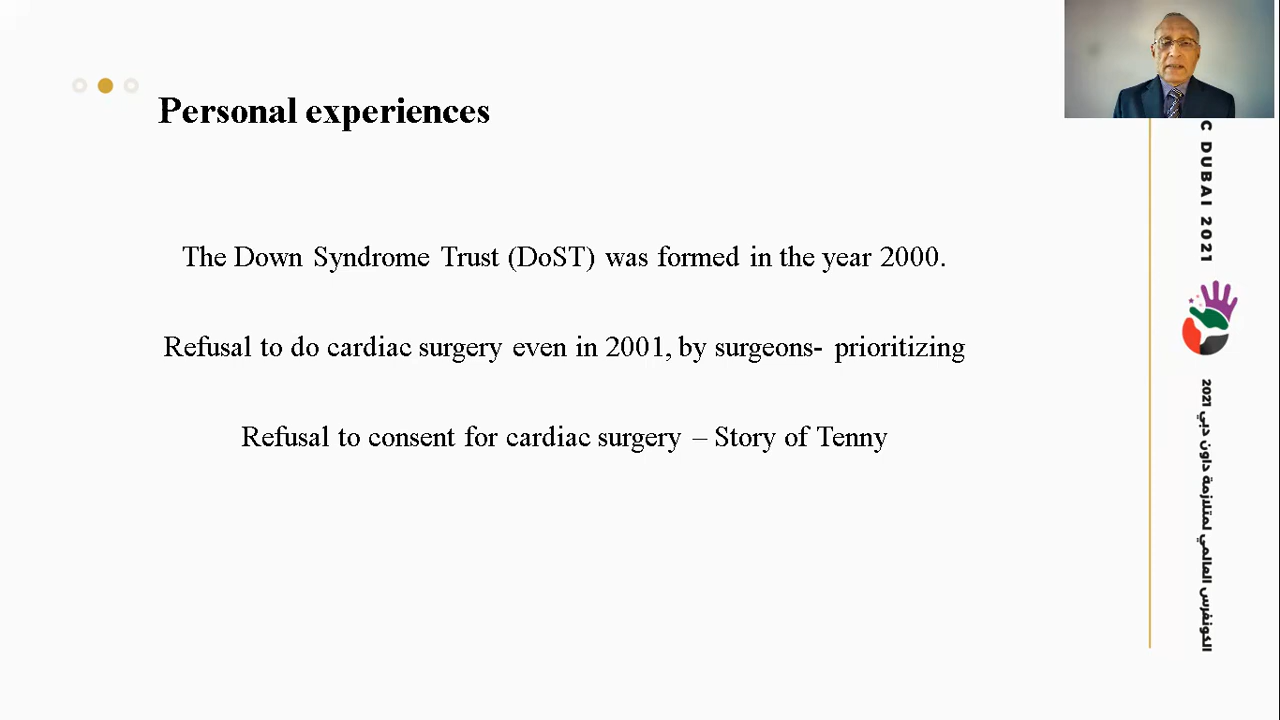 Personal experiences
The Down Syndrome Trust (DoST) was formed in the year 2000.
Refusal to do cardiac surgery even in 2001, by surgeons- prioritizing
Refusal to consent for cardiac surgery – Story of Tenny
C DUBAI 2021
الكونفرس العالمي لمتلازمة داون دبي 2021